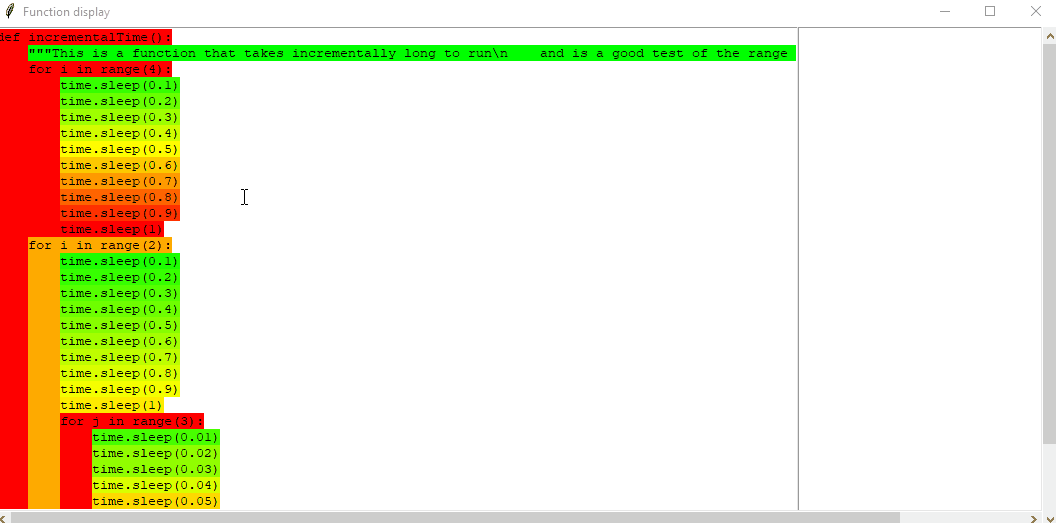 Function display
def incrementalTime():
    """This is a function that takes incrementally long to run\n    and is a good test of the range
    for i in range(4):
        time.sleep(0.1)
        time.sleep(0.2)
        time.sleep(0.3)
        time.sleep(0.4)
        time.sleep(0.5)
        time.sleep(0.6)
        time.sleep(0.7)
        time.sleep(0.8)
        time.sleep(0.9)
        time.sleep(1)
    for i in range(2):
        time.sleep(0.1)
        time.sleep(0.2)
        time.sleep(0.3)
        time.sleep(0.4)
        time.sleep(0.5)
        time.sleep(0.6)
        time.sleep(0.7)
        time.sleep(0.8)
        time.sleep(0.9)
        time.sleep(1)
        for j in range(3):
            time.sleep(0.01)
            time.sleep(0.02)
            time.sleep(0.03)
            time.sleep(0.04)
            time.sleep(0.05)